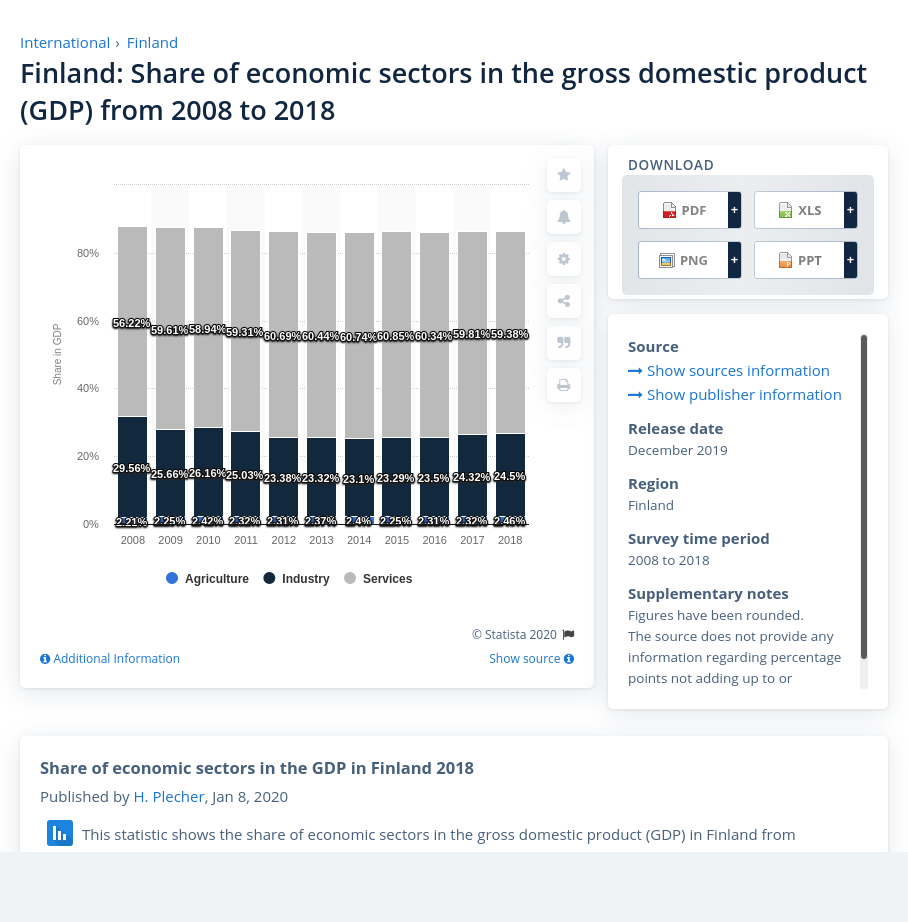 International › Finland
Finland: Share of economic sectors in the gross domestic product
(GDP) from 2008 to 2018
DOWNLOAD
PDF +
XLS +
PNG +
PPT +
Share in GDP
80%
60%
40%
20%
0%
56.22% 59.61% 58.94% 59.31% 60.69% 60.44% 60.74% 60.85% 60.34% 59.81% 59.38%
29.56% 25.66% 26.16% 25.03% 23.38% 23.32% 23.1% 23.29% 23.5% 24.32% 24.5%
2.21% 2.25% 2.42% 2.32% 2.31% 2.37% 2.4% 2.25% 2.31% 2.32% 2.46%
2008 2009 2010 2011 2012 2013 2014 2015 2016 2017 2018
Agriculture Industry Services
© Statista 2020
Additional Information
Show source
Source
Show sources information
Show publisher information
Release date
December 2019
Region
Finland
Survey time period
2008 to 2018
Supplementary notes
Figures have been rounded.
The source does not provide any
information regarding percentage
points not adding up to or
Share of economic sectors in the GDP in Finland 2018
Published by H. Plecher, Jan 8, 2020
This statistic shows the share of economic sectors in the gross domestic product (GDP) in Finland from